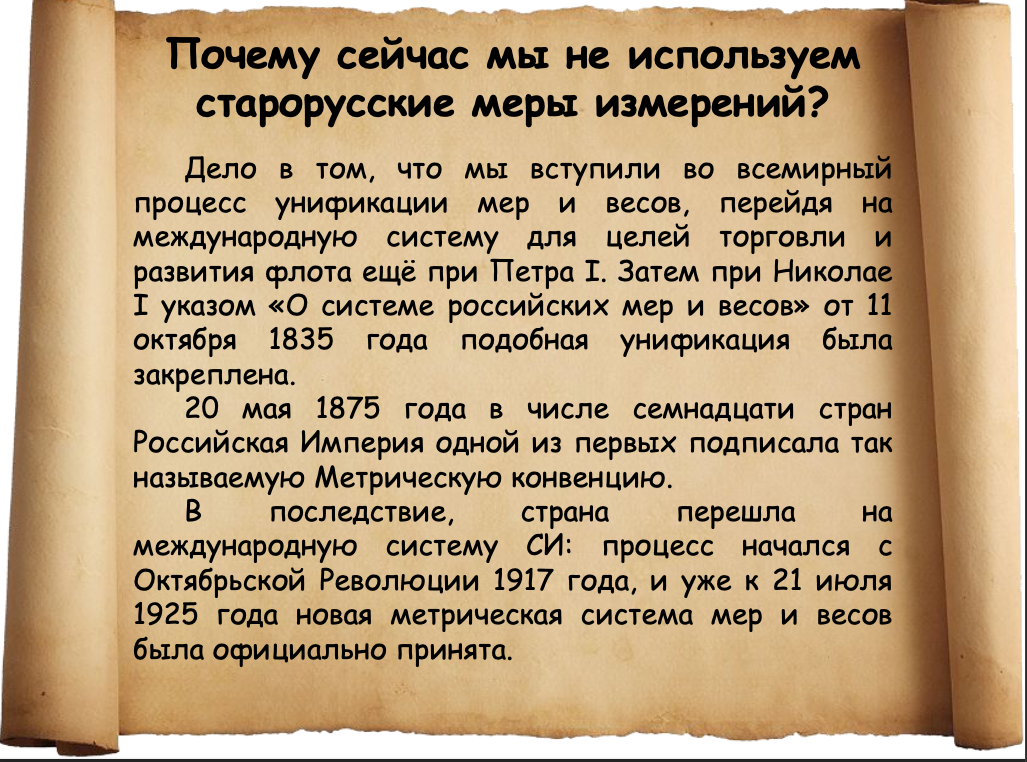 Почему сейчас мы не используем
старорусские меры измерений?
Дело в том, что мы вступили во всемирный
процесс унификации мер и весов, перейдя на
международную систему для целей торговли и
развития флота ещё при Петра I. Затем при Николае
I указом «О системе российских мер и весов» от 11
октября 1835 года подобная унификация была
закреплена.
20 мая 1875 года в числе семнадцати стран
Российская Империя одной из первых подписала так
называемую Метрическую конвенцию.
В последствие, страна перешла на
международную систему СИ: процесс начался с
Октябрьской Революции 1917 года, и уже к 21 июля
1925 года новая метрическая система мер и весов
была официально принята.